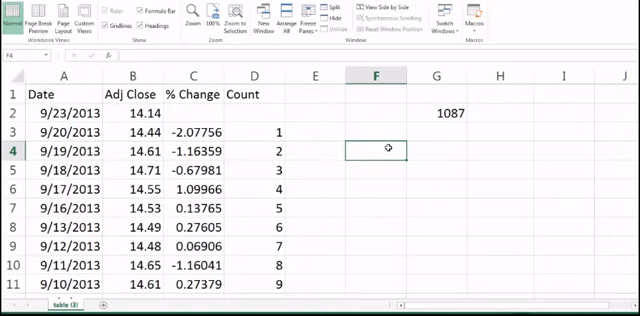 Normal Page Break Preview Page Layout Custom Views
Ruler Formula Bar
Gridlines Headings
Zoom 100% Zoom to Selection
New Window Arrange All Freeze Panes
Split
Hide
View Side by Side
Synchronous Scrolling
Reset Window Position
Switch Windows
Macros
Workbook Views Show Zoom Window Macros
F4 fx
A B C D E F G H I J
1 Date Adj Close % Change Count
2 9/23/2013 14.14 1087
3 9/20/2013 14.44 -2.07756 1
4 9/19/2013 14.61 -1.16359 2
5 9/18/2013 14.71 -0.67981 3
6 9/17/2013 14.55 1.09966 4
7 9/16/2013 14.53 0.13765 5
8 9/13/2013 14.49 0.27605 6
9 9/12/2013 14.48 0.06906 7
10 9/11/2013 14.65 -1.16041 8
11 9/10/2013 14.61 0.27379 9
table (3)